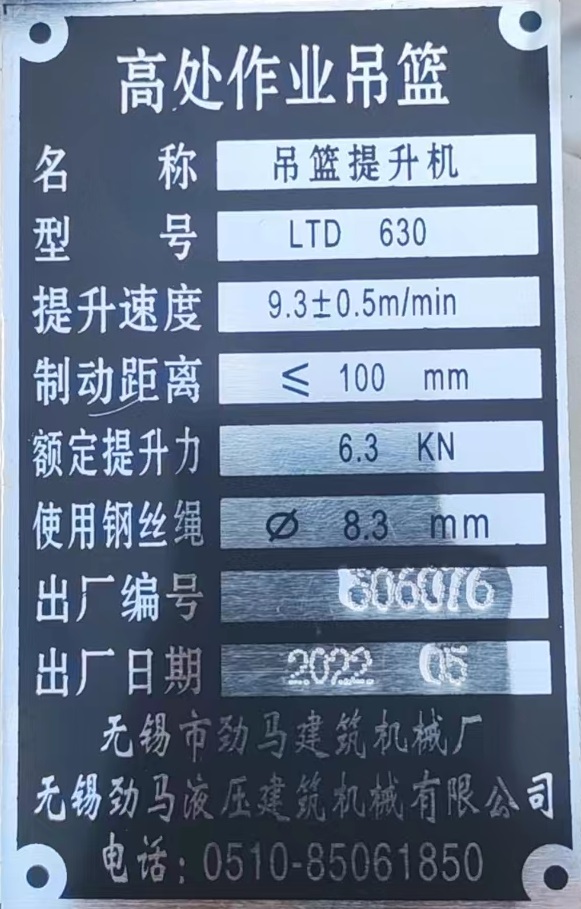 高处作业吊篮
名称 吊篮提升机
型号 LTD 630
提升速度 9.3±0.5m/min
制动距离 ≤ 100 mm
额定提升力 6.3 KN
使用钢丝绳 Ø 8.3 mm
出厂编号 606076
出厂日期 2022 05
无锡市劲马建筑机械厂
无锡劲马液压建筑机械有限公司
电话：0510-85061850